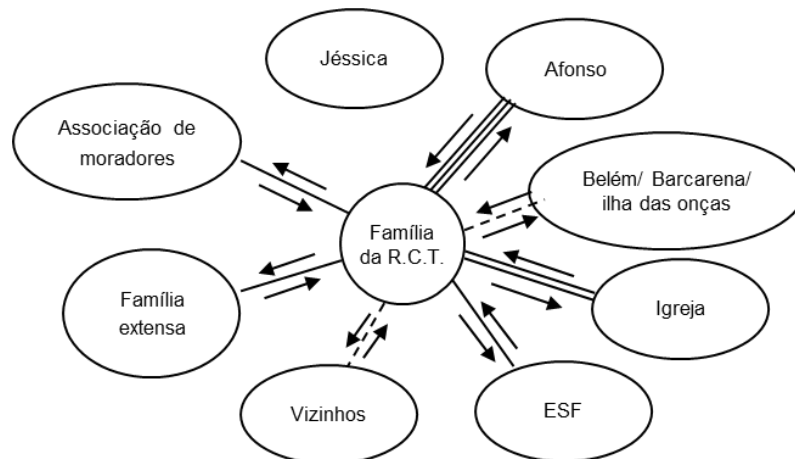 Jéssica
Afonso
Associação de
moradores
Belém/ Barcarena/
ilha das onças
Família
da R.C.T.
Família
extensa
Igreja
Vizinhos
ESF